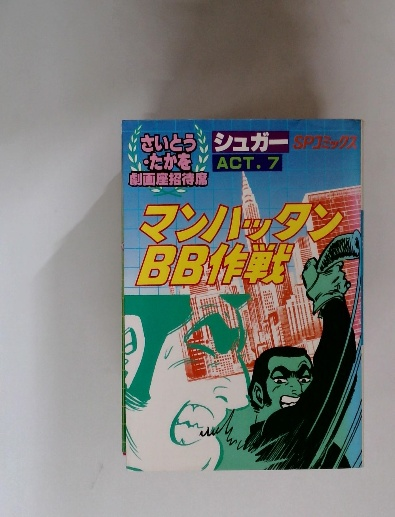 さいとう
・たかを
劇画座招待席
シュガー
ACT.7
SPコミックス
マンハッタン
BB作戦